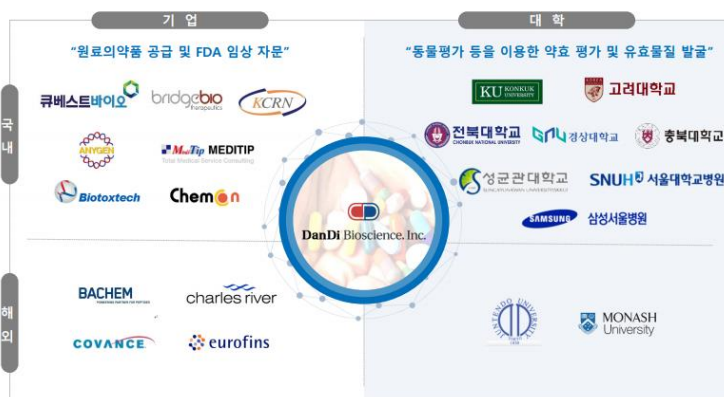 기 업
대 학
“원료의약품 공급 및 FDA 임상 자문”
“동물평가 등을 이용한 약효 평가 및 유효물질 발굴”
국
내
큐베스트바이오
bridgebio
therapeutics
KCRN
KU KONKUK
UNIVERSITY
고려대학교
ANYGEN
MediTip MEDITIP
Total Medical Service Consulting
전북대학교
CHONBUK NATIONAL UNIVERSITY
GNU 경상대학교
충북대학교
Biotoxtech
Chemon
성균관대학교
SNUH 서울대학교병원
SAMSUNG 삼성서울병원
DanDi Bioscience. Inc.
해
외
BACHEM
charles river
COVANCE
eurofins
JUNTENDO UNIVERSITY
MONASH
University